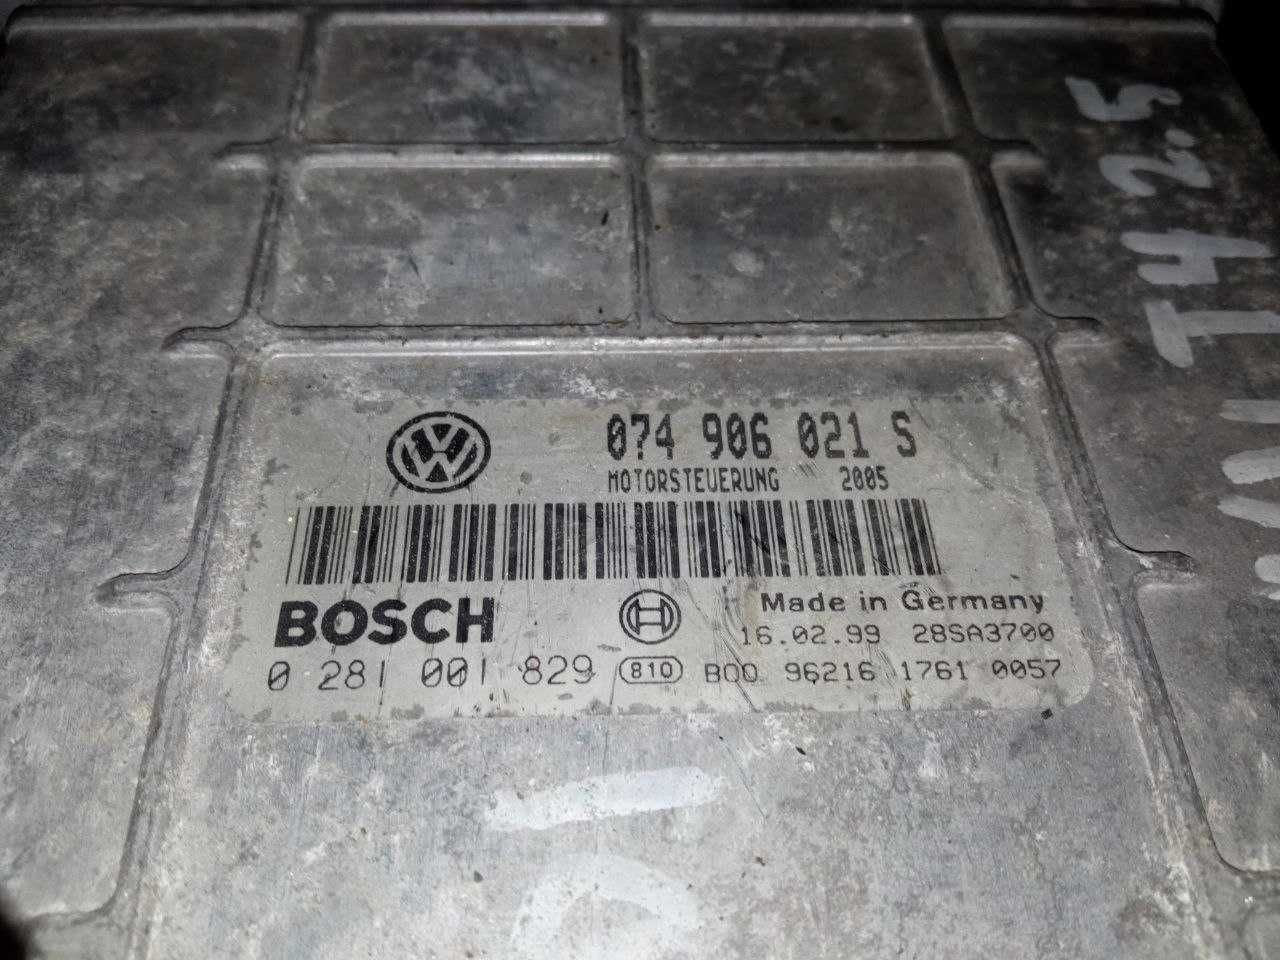 T4 2.5
074 906 021 S
MOTORSTEUERUNG 2005
BOSCH
Made in Germany
16.02.99 28SA3700
0 281 001 829 810 B00 96216 1761 0057